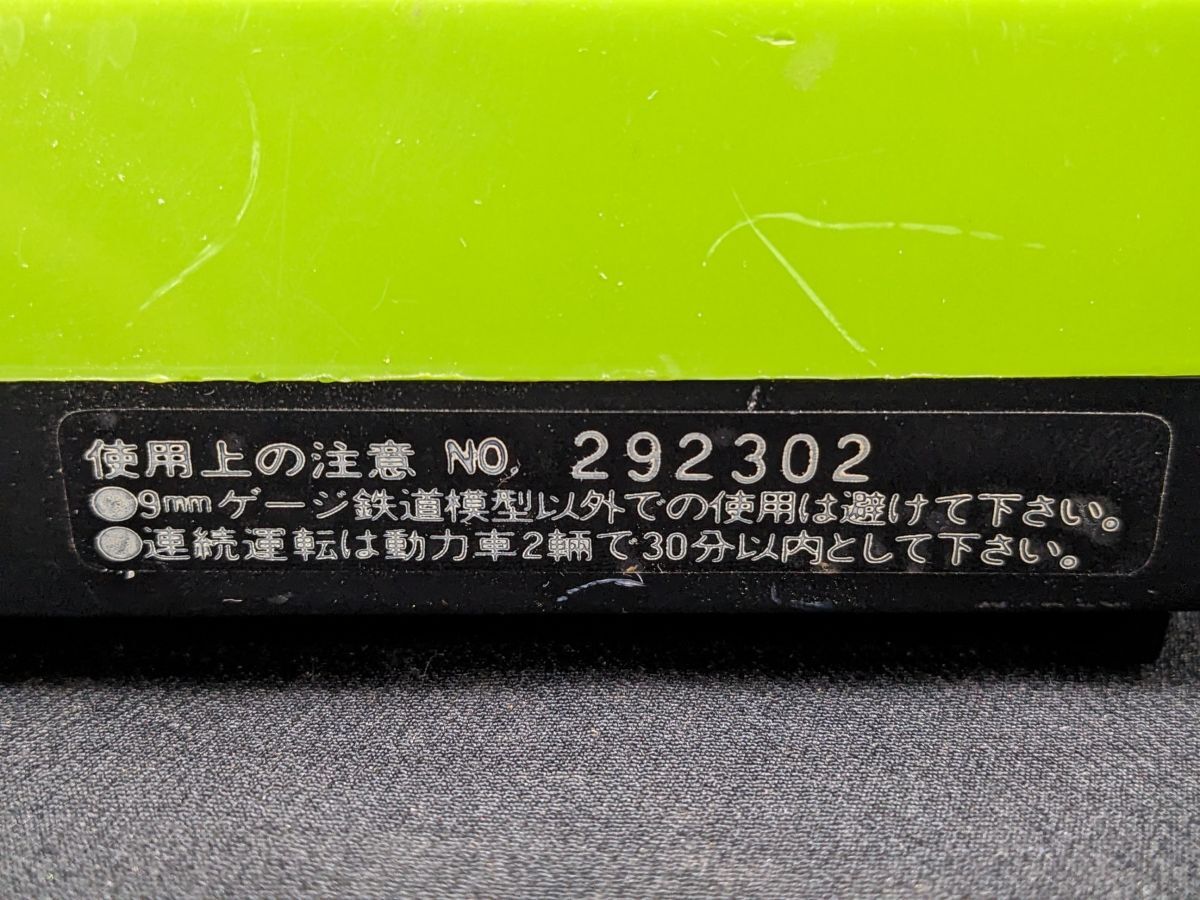 使用上の注意 NO. 292302
●9mmゲージ鉄道模型以外での使用は避けて下さい。
●連続運転は動力車2輌で30分以内として下さい。